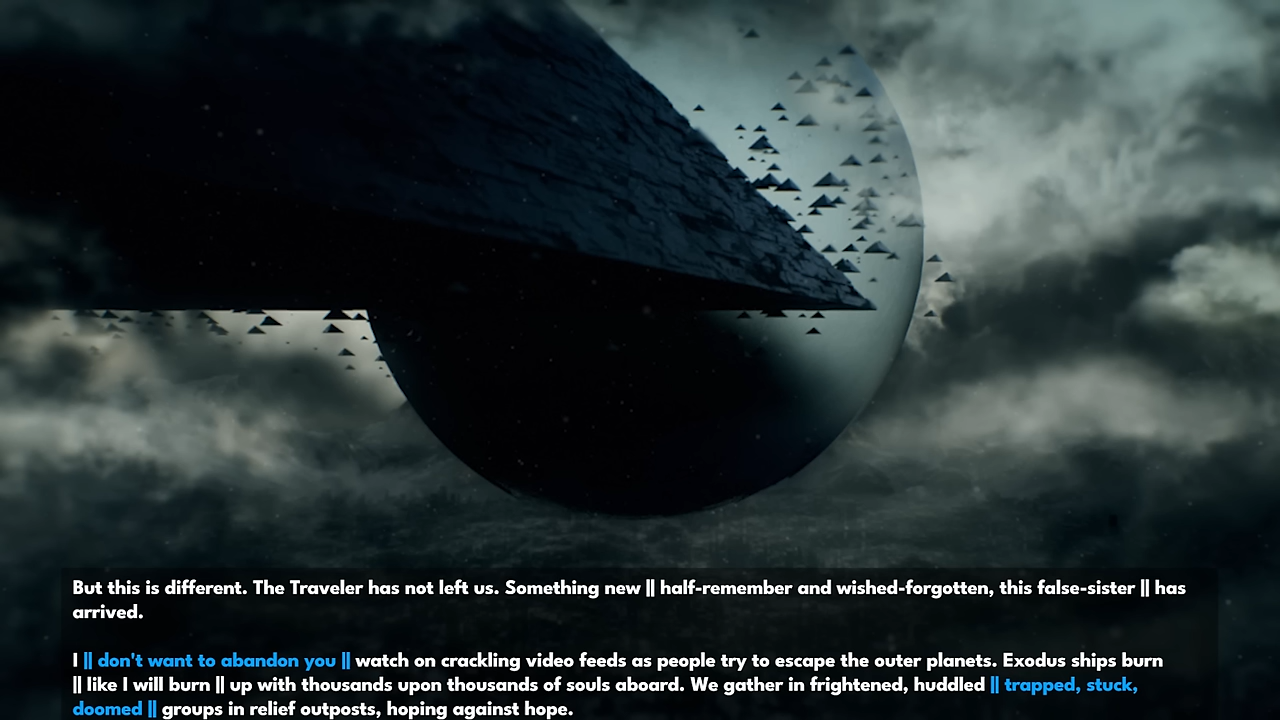 But this is different. The Traveler has not left us. Something new || half-remember and wished-forgotten, this false-sister || has
arrived.
I || don't want to abandon you || watch on crackling video feeds as people try to escape the outer planets. Exodus ships burn
|| like I will burn || up with thousands upon thousands of souls aboard. We gather in frightened, huddled || trapped, stuck,
doomed || groups in relief outposts, hoping against hope.